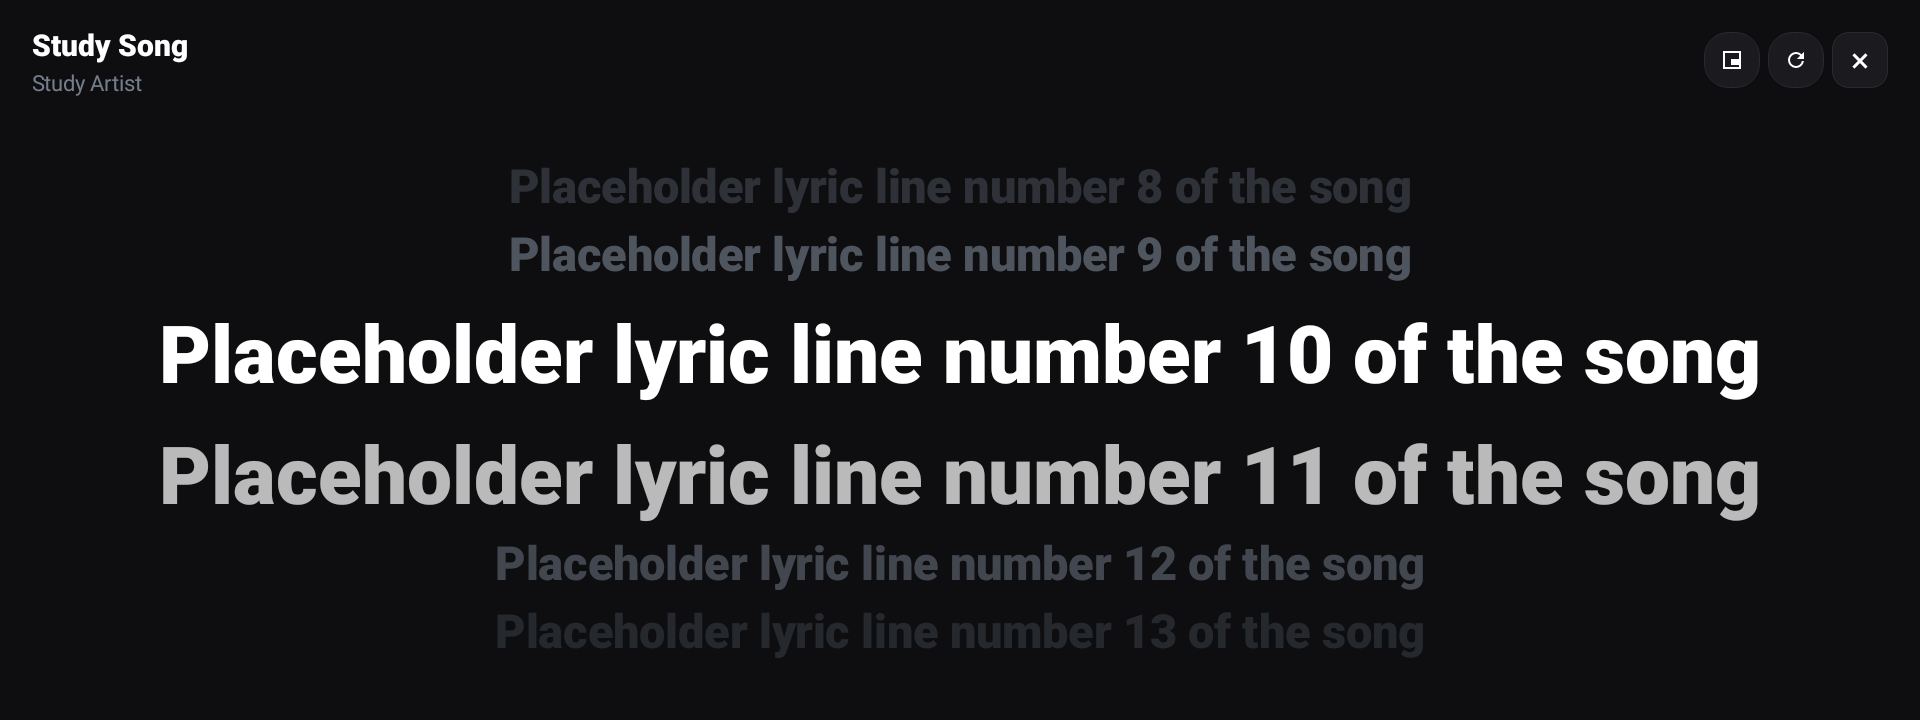 Study Song
Study Artist
Placeholder lyric line number 8 of the song
Placeholder lyric line number 9 of the song
Placeholder lyric line number 10 of the song
Placeholder lyric line number 11 of the song
Placeholder lyric line number 12 of the song
Placeholder lyric line number 13 of the song